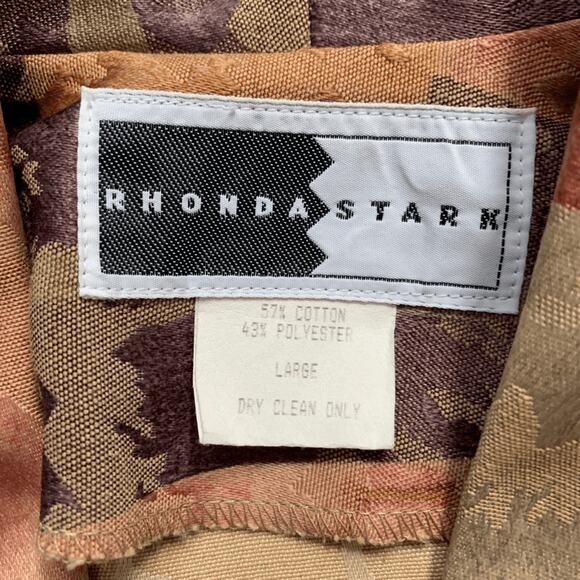 RHONDA STARK
57% COTTON
43% POLYESTER
LARGE
DRY CLEAN ONLY